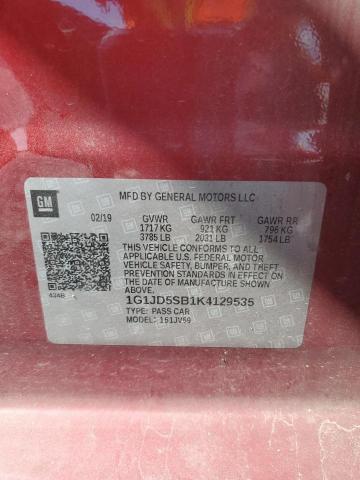 GM
MFD BY GENERAL MOTORS LLC
02/19 GVWR GAWR FRT GAWR RR
1717 KG 921 KG 796 KG
3785 LB 2031 LB 1754 LB
THIS VEHICLE CONFORMS TO ALL
APPLICABLE U.S. FEDERAL MOTOR
VEHICLE SAFETY, BUMPER, AND THEFT
PREVENTION STANDARDS IN EFFECT ON
THE DATE OF MANUFACTURE SHOWN
ABOVE.
434B
1G1JD5SB1K4129535
TYPE: PASS CAR
MODEL: 1S1JV69